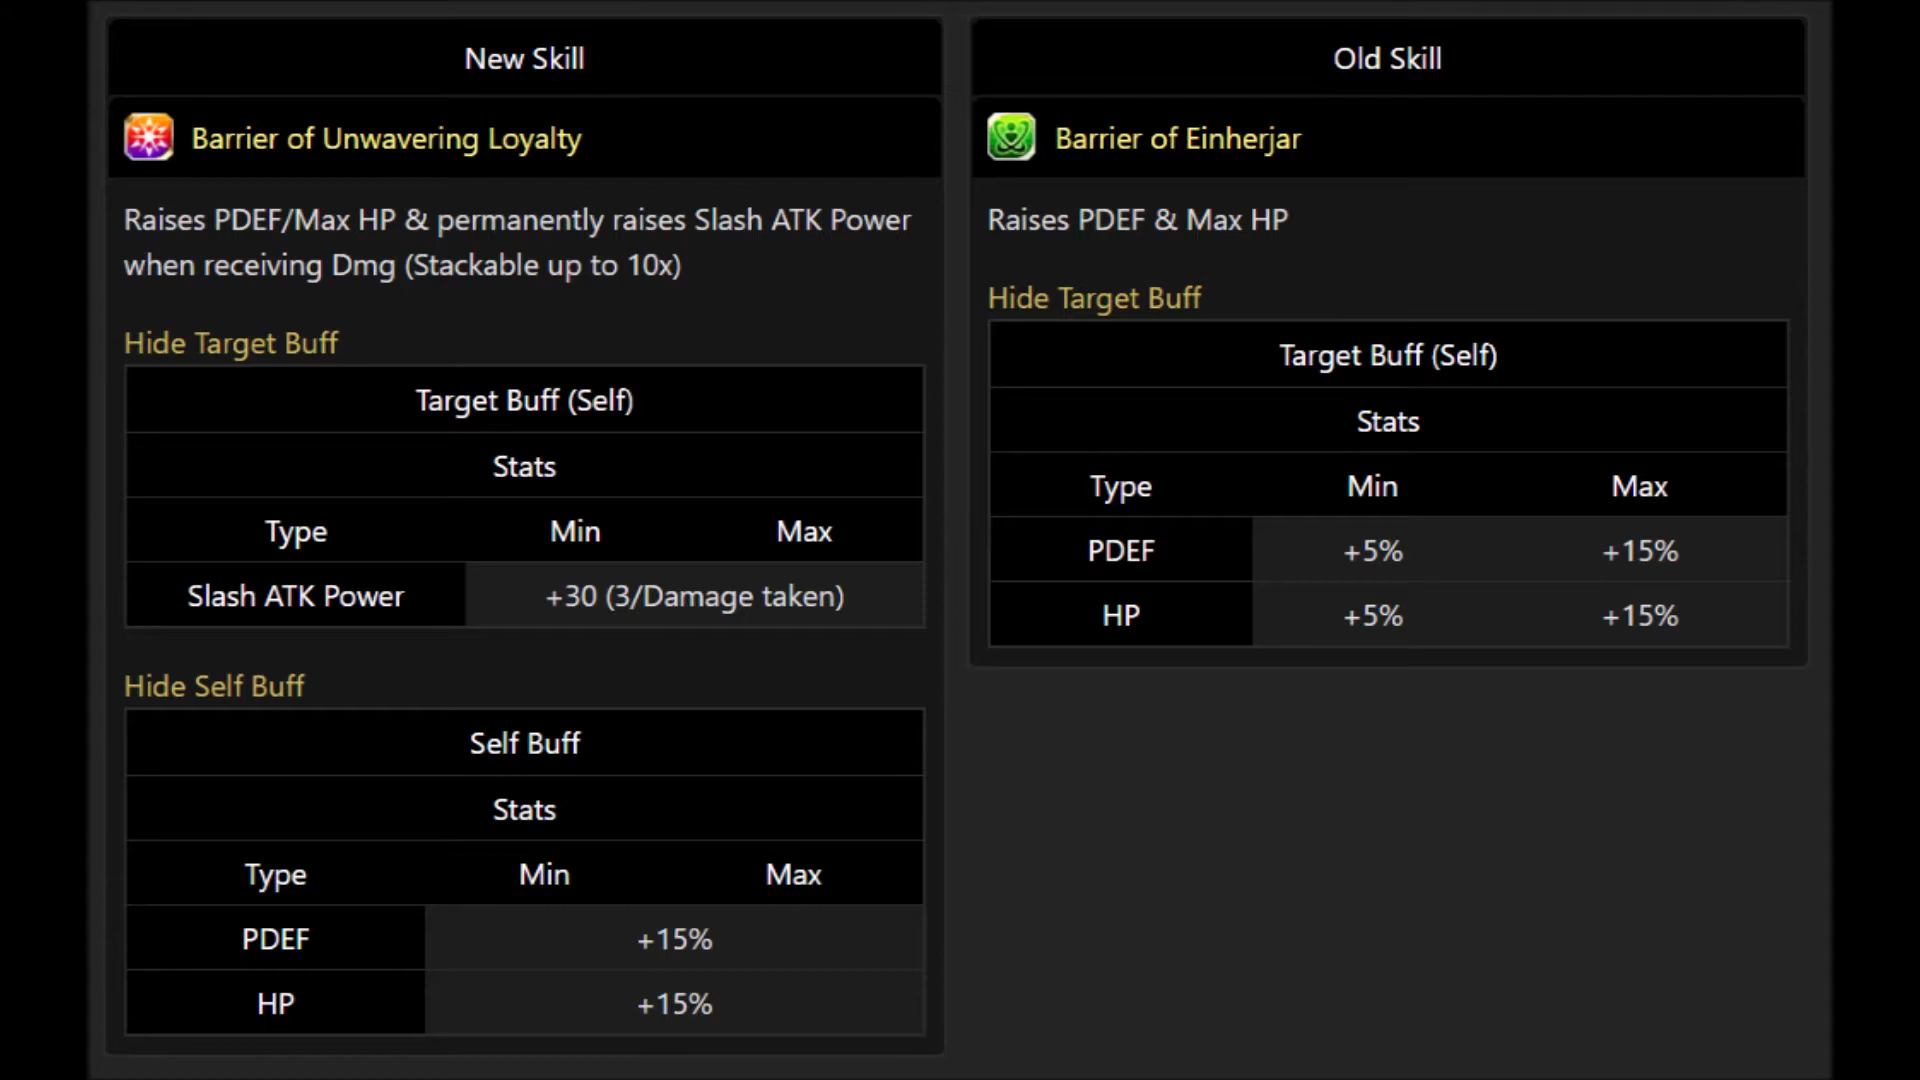 New Skill
Barrier of Unwavering Loyalty
Raises PDEF/Max HP & permanently raises Slash ATK Power
when receiving Dmg (Stackable up to 10x)
Hide Target Buff
Target Buff (Self)
Stats
Type Min Max
Slash ATK Power +30 (3/Damage taken)
Hide Self Buff
Self Buff
Stats
Type Min Max
PDEF +15%
HP +15%
Old Skill
Barrier of Einherjar
Raises PDEF & Max HP
Hide Target Buff
Target Buff (Self)
Stats
Type Min Max
PDEF +5% +15%
HP +5% +15%